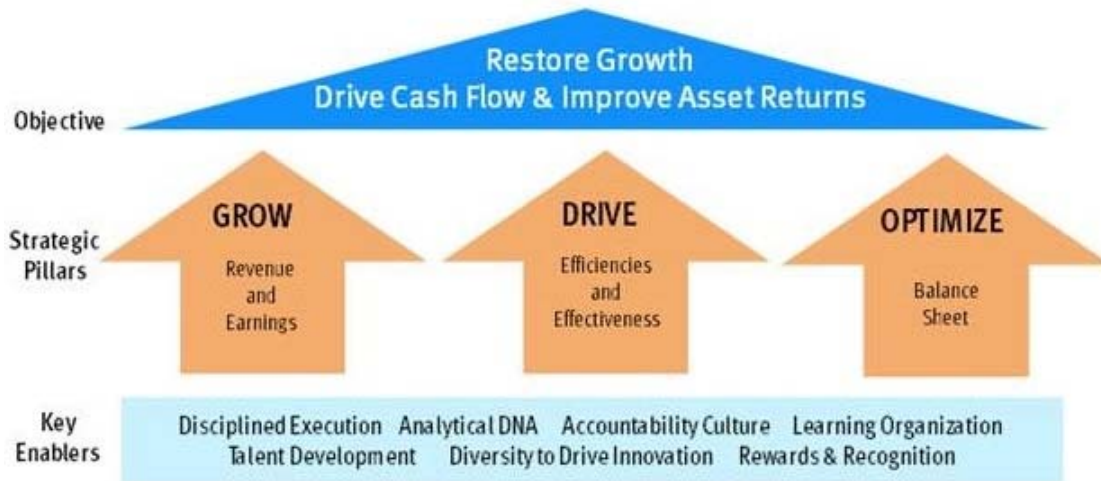 Restore Growth
Drive Cash Flow & Improve Asset Returns
Objective
GROW
Revenue
and
Earnings
DRIVE
Efficiencies
and
Effectiveness
OPTIMIZE
Balance
Sheet
Strategic
Pillars
Key
Enablers
Disciplined Execution Analytical DNA Accountability Culture Learning Organization
Talent Development Diversity to Drive Innovation Rewards & Recognition